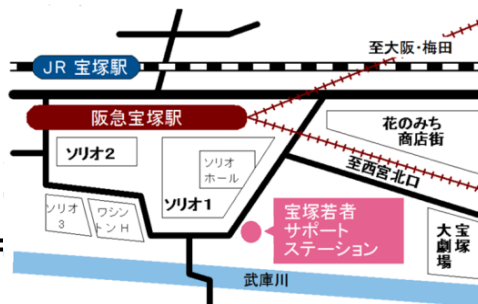 至大阪・梅田
JR 宝塚駅
阪急宝塚駅
花のみち
商店街
ソリオ2
ソリオ
ホール
至西宮北口
ソリオ1
ソリオ
3
ワシン
トンH
宝塚若者
サポート
ステーション
宝塚
大劇場
武庫川